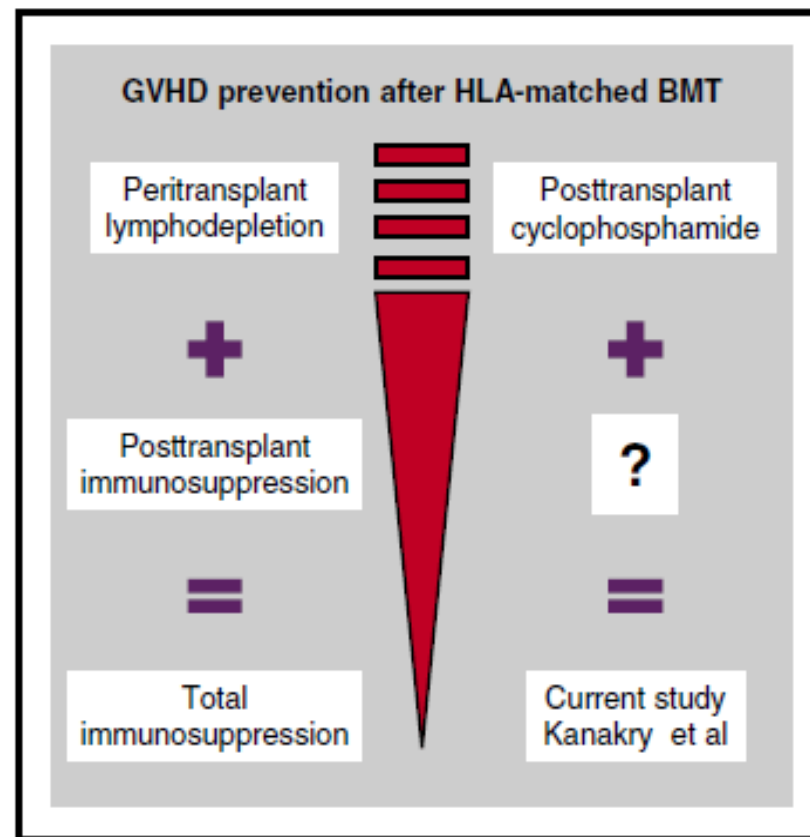 GVHD prevention after HLA-matched BMT
Peritransplant
lymphodepletion
+
Posttransplant
immunosuppression
=
Total
immunosuppression
Posttransplant
cyclophosphamide
+
?
=
Current study
Kanakry et al